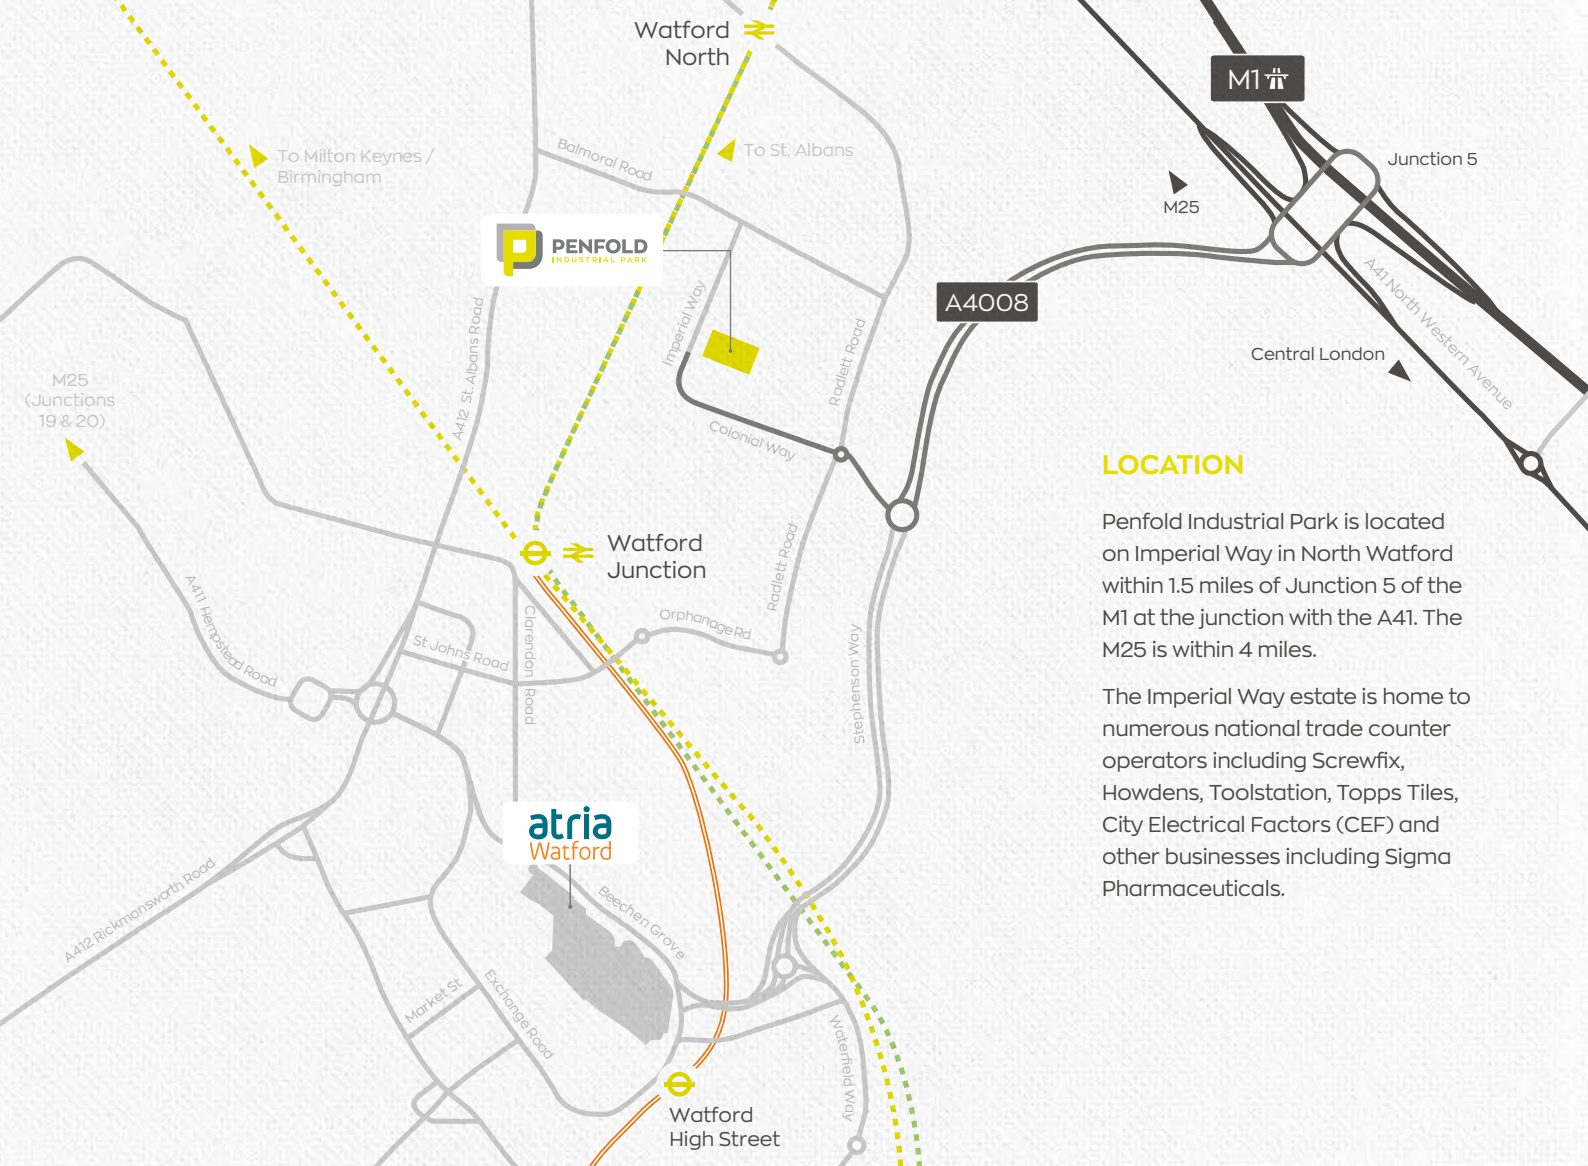 Watford
North
M1
To Milton Keynes /
Birmingham
Balmoral Road
To St. Albans
Junction 5
M25
PENFOLD
INDUSTRIAL PARK
A4008
A41 North Western Avenue
Central London
Imperial Way
A412 St. Albans Road
Radlett Road
M25
(Junctions
19 & 20)
Colonial Way
LOCATION
Penfold Industrial Park is located
on Imperial Way in North Watford
within 1.5 miles of Junction 5 of the
M1 at the junction with the A41. The
M25 is within 4 miles.
The Imperial Way estate is home to
numerous national trade counter
operators including Screwfix,
Howdens, Toolstation, Topps Tiles,
City Electrical Factors (CEF) and
other businesses including Sigma
Pharmaceuticals.
Watford
Junction
Radlett Road
A411 Hempstead Road
Clarendon Road
Orphanage Rd
St Johns Road
Stephenson Way
atria
Watford
A412 Rickmansworth Road
Beechen Grove
Market St
Exchange Road
Waterfield Way
Watford
High Street